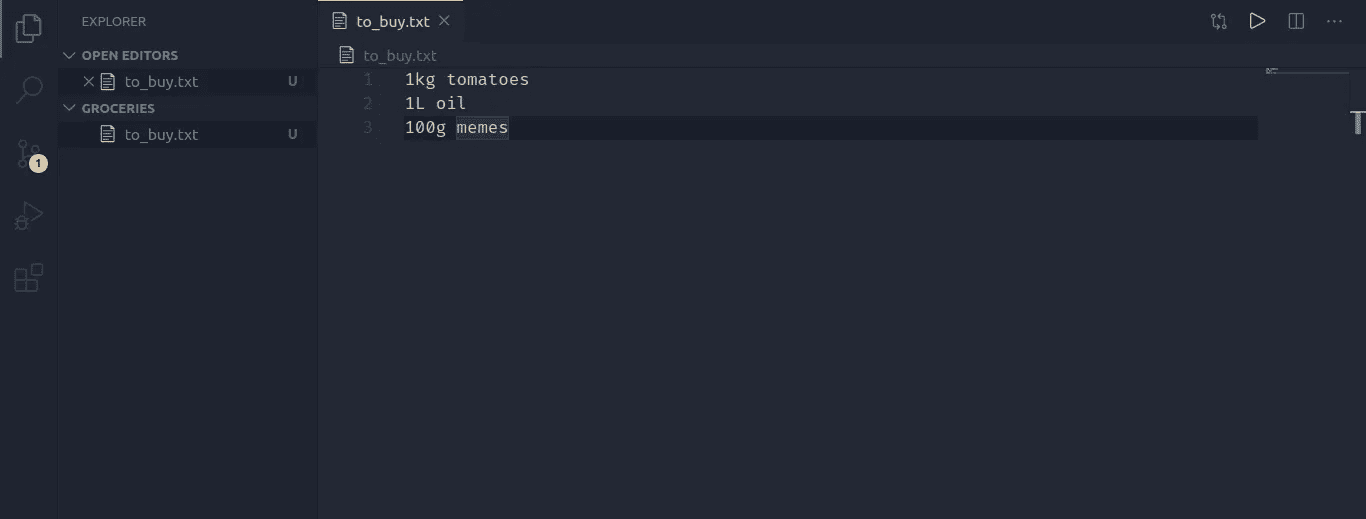 EXPLORER
OPEN EDITORS
to_buy.txt U
GROCERIES
to_buy.txt U
1
to_buy.txt
to_buy.txt
1 1kg tomatoes
2 1L oil
3 100g memes